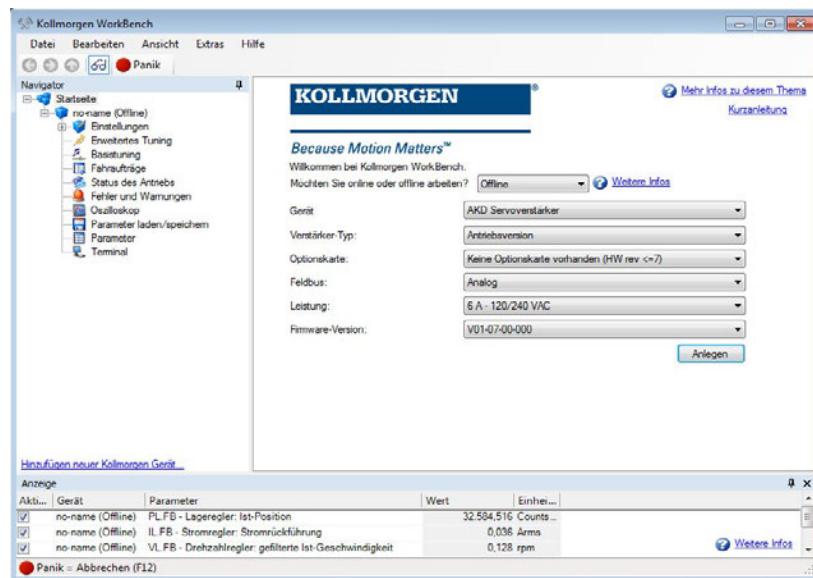 Kollmorgen WorkBench
Datei Bearbeiten Ansicht Extras Hilfe
Panik
Navigator
Startseite
no-name (Offline)
Einstellungen
Erweitertes Tuning
Basistuning
Fahraufträge
Status des Antriebs
Fehler und Warnungen
Oszilloskop
Parameter laden/speichern
Parameter
Terminal
Hinzufügen neuer Kollmorgen Gerät...
KOLLMORGEN®
Mehr Infos zu diesem Thema
Kurzanleitung
Because Motion Matters™
Willkommen bei Kollmorgen WorkBench.
Möchten Sie online oder offline arbeiten? Offline Weitere Infos
Gerät AKD Servoverstärker
Verstärker-Typ: Antriebsversion
Optionskarte: Keine Optionskarte vorhanden (HW rev <=7)
Feldbus: Analog
Leistung: 6 A - 120/240 VAC
Firmware-Version: V01-07-00-000
Anlegen
Anzeige
Akti... Gerät Parameter Wert Einhei...
no-name (Offline) PL.FB - Lageregler: Ist-Position 32.584,516 Counts...
no-name (Offline) IL.FB - Stromregler: Stromrückführung 0,036 Arms
no-name (Offline) VL.FB - Drehzahlregler: gefilterte Ist-Geschwindigkeit 0,128 rpm
Weitere Infos
Panik = Abbrechen (F12)